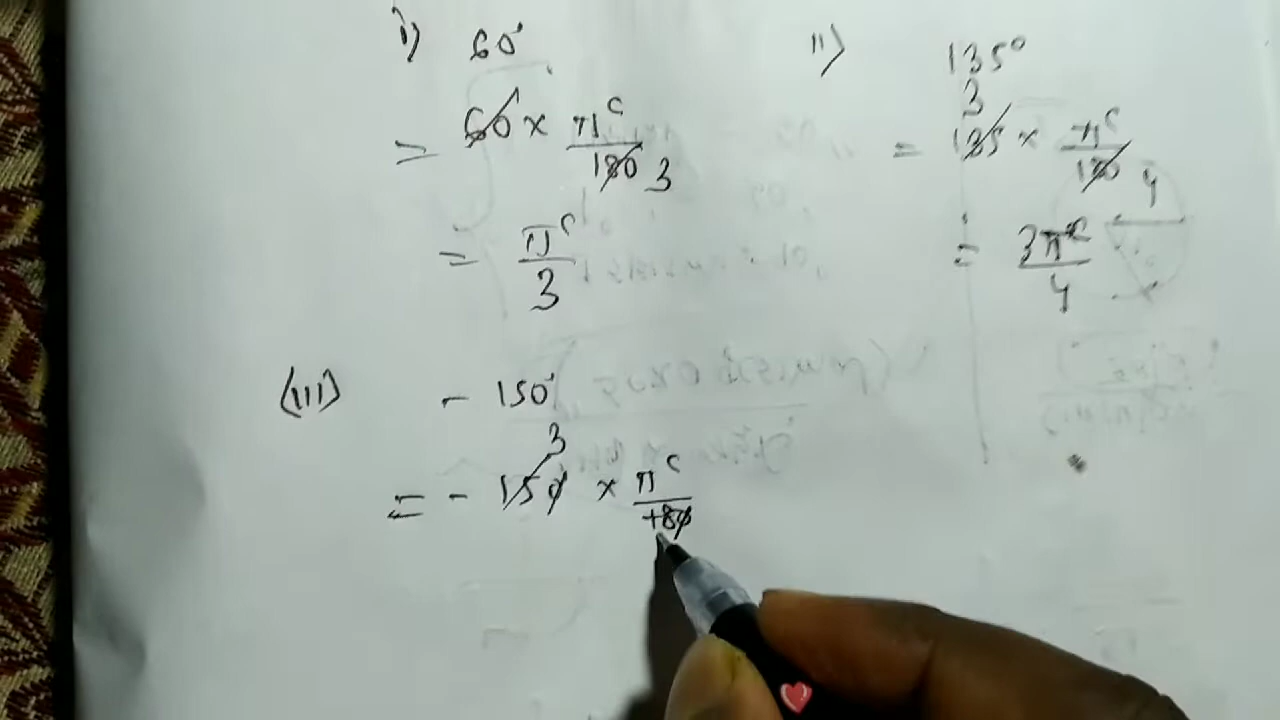 i) 60°
= 60 × π^c/180 3
= π^c/3
ii) 135°
3
= 135 × π^c/180 4
= 3π^c/4
(iii) - 150°
3
= - 150 × π^c/180